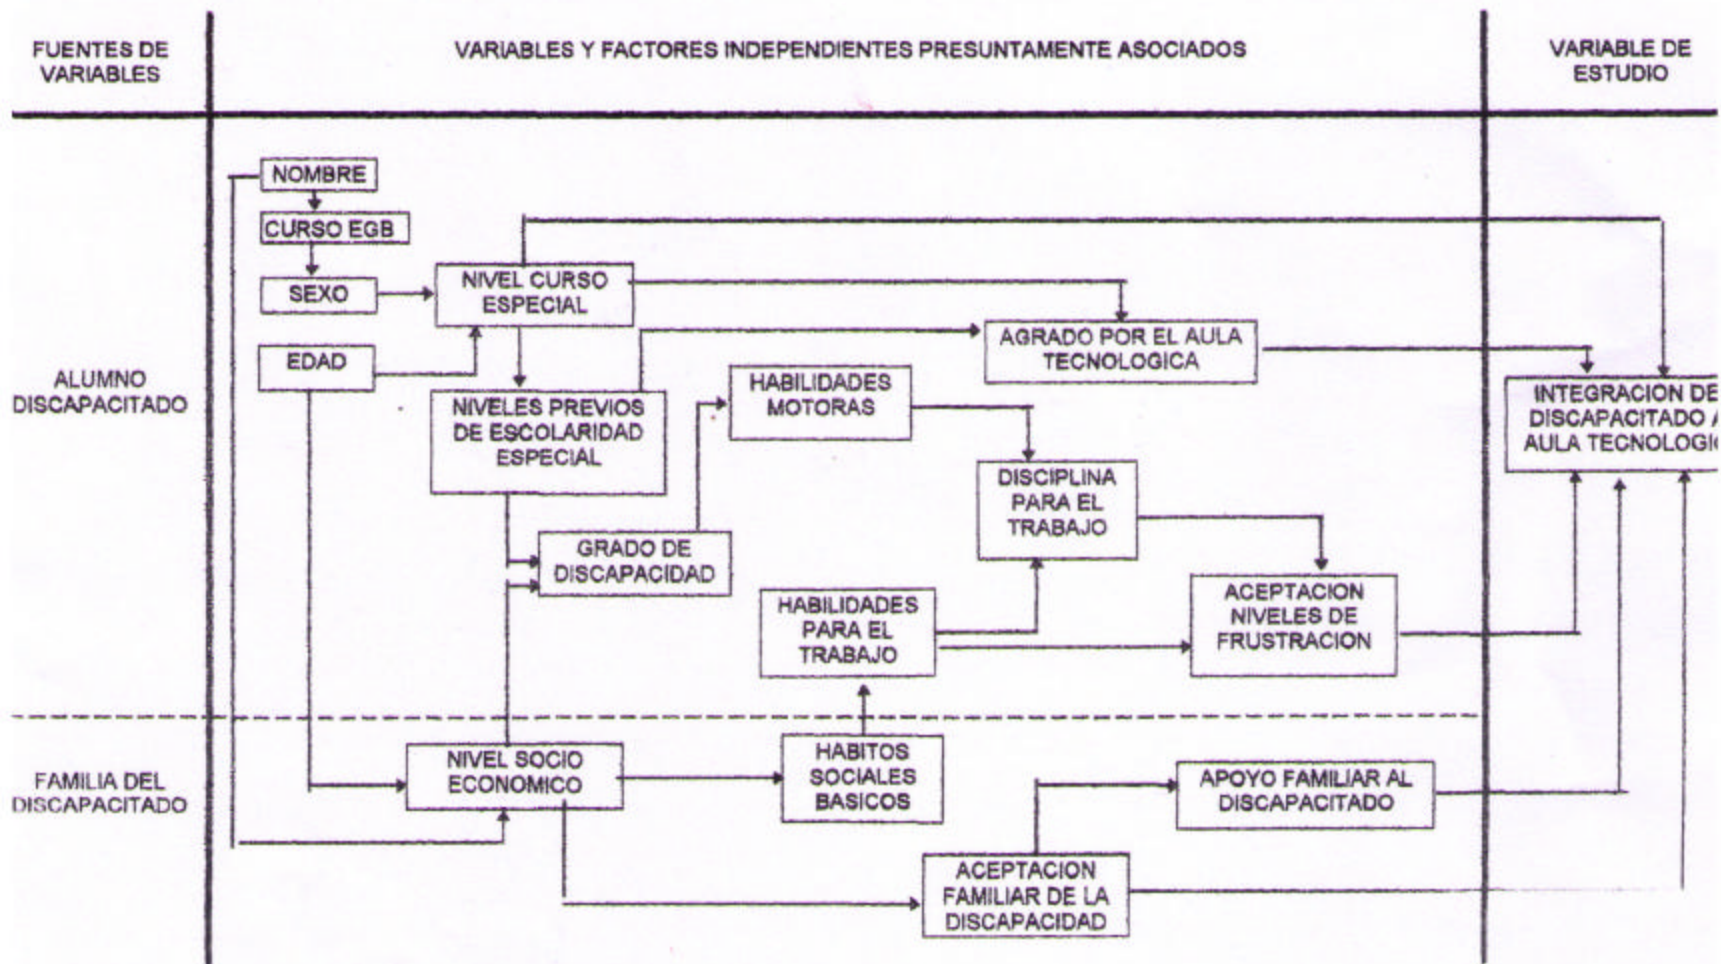 FUENTES DE
VARIABLES
VARIABLES Y FACTORES INDEPENDIENTES PRESUNTAMENTE ASOCIADOS
VARIABLE DE
ESTUDIO
ALUMNO
DISCAPACITADO
NOMBRE
CURSO EGB
SEXO
EDAD
NIVEL CURSO
ESPECIAL
NIVELES PREVIOS
DE ESCOLARIDAD
ESPECIAL
GRADO DE
DISCAPACIDAD
HABILIDADES
MOTORAS
HABILIDADES
PARA EL
TRABAJO
AGRADO POR EL AULA
TECNOLOGICA
DISCIPLINA
PARA EL
TRABAJO
ACEPTACION
NIVELES DE
FRUSTRACION
INTEGRACION DE
DISCAPACITADO A
AULA TECNOLOGI
FAMILIA DEL
DISCAPACITADO
NIVEL SOCIO
ECONOMICO
HABITOS
SOCIALES
BASICOS
ACEPTACION
FAMILIAR DE LA
DISCAPACIDAD
APOYO FAMILIAR AL
DISCAPACITADO